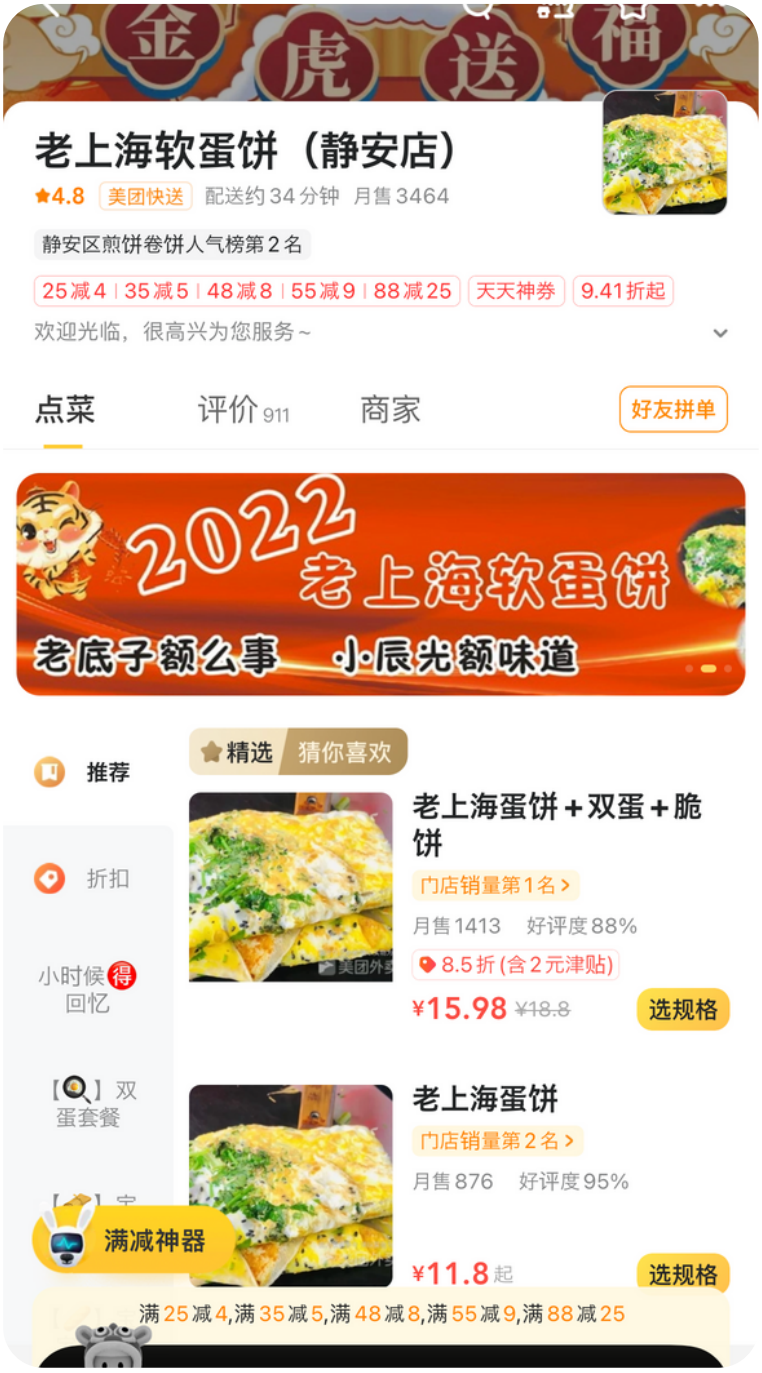 金虎送福
老上海软蛋饼（静安店）
4.8 美团快送 配送约34分钟 月售3464
静安区煎饼卷饼人气榜第2名
25减4 35减5 48减8 55减9 88减25 天天神券 9.41折起
欢迎光临，很高兴为您服务~
点菜 评价911 商家 好友拼单
2022
老上海软蛋饼
老底子额么事 小·辰光额味道
推荐
折扣
小时候得
回忆
【】双
蛋套餐
精选 猜你喜欢
老上海蛋饼+双蛋+脆
饼
门店销量第1名>
月售1413 好评度88%
美团外卖
8.5折(含2元津贴)
¥15.98 ¥18.8 选规格
老上海蛋饼
门店销量第2名>
月售876 好评度95%
¥11.8起 选规格
满减神器
满25减4,满35减5,满48减8,满55减9,满88减25